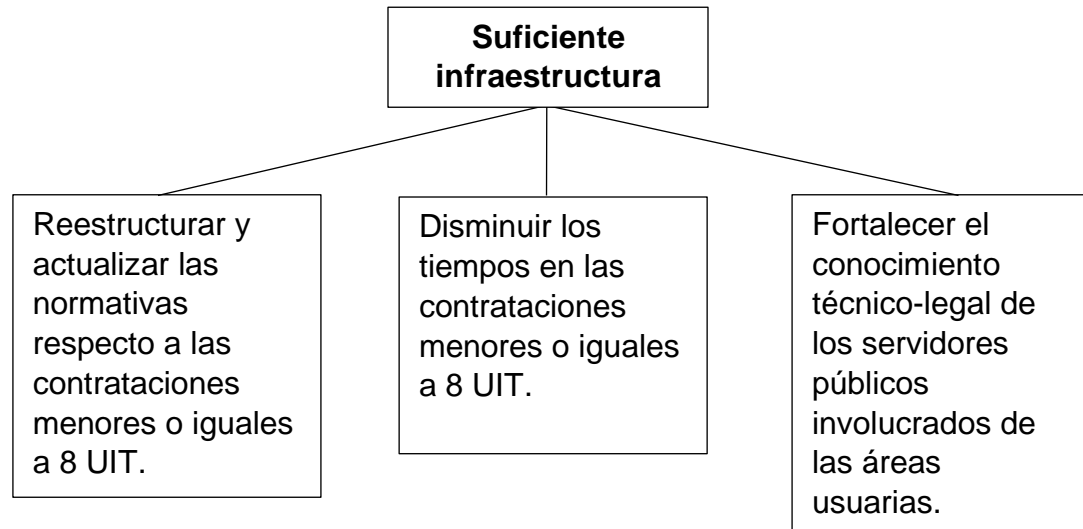 Suficiente
infraestructura
Reestructurar y
actualizar las
normativas
respecto a las
contrataciones
menores o iguales
a 8 UIT.
Disminuir los
tiempos en las
contrataciones
menores o iguales
a 8 UIT.
Fortalecer el
conocimiento
técnico-legal de
los servidores
públicos
involucrados de
las áreas
usuarias.